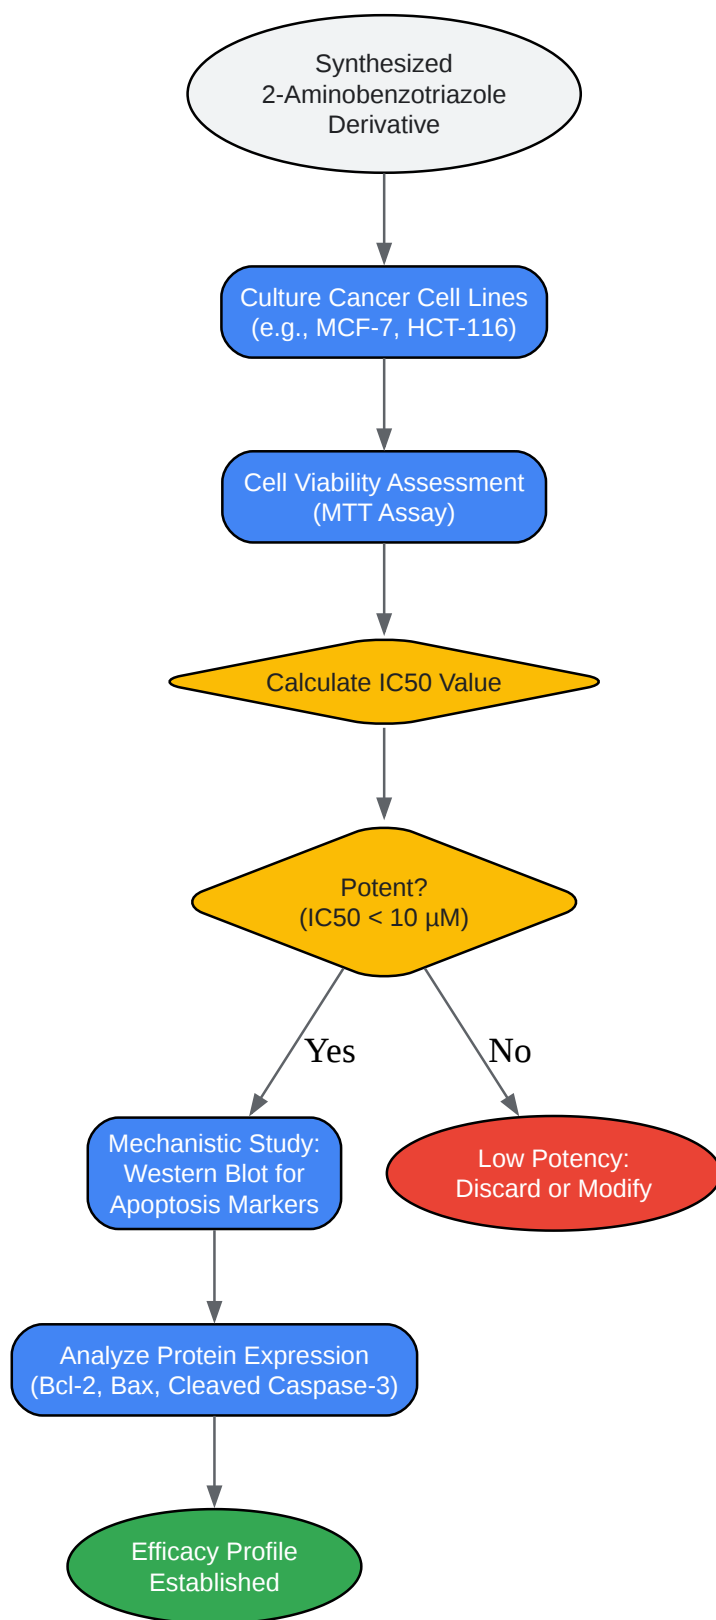 Synthesized
2-Aminobenzotriazole
Derivative
Culture Cancer Cell Lines
(e.g., MCF-7, HCT-116)
Cell Viability Assessment
(MTT Assay)
Calculate IC50 Value
Potent?
(IC50 < 10 µM)
Yes
No
Mechanistic Study:
Western Blot for
Apoptosis Markers
Low Potency:
Discard or Modify
Analyze Protein Expression
(Bcl-2, Bax, Cleaved Caspase-3)
Efficacy Profile
Established